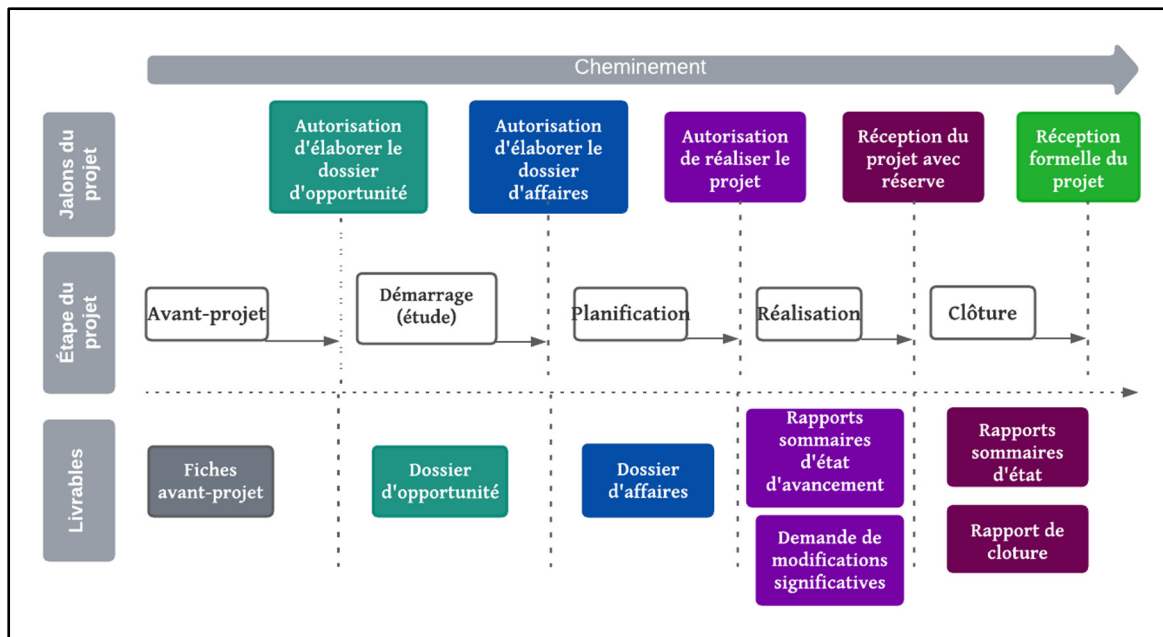 Cheminement
Jalons du
projet
Autorisation
d'élaborer le
dossier
d'opportunité
Autorisation
d'élaborer le
dossier
d'affaires
Autorisation
de réaliser le
projet
Réception du
projet avec
réserve
Réception
formelle du
projet
Étape du
projet
Avant-projet
Démarrage
(étude)
Planification
Réalisation
Clôture
Livrables
Fiches
avant-projet
Dossier
d'opportunité
Dossier
d'affaires
Rapports
sommaires
d'état
d'avancement
Demande de
modifications
significatives
Rapports
sommaires
d'état
Rapport de
cloture